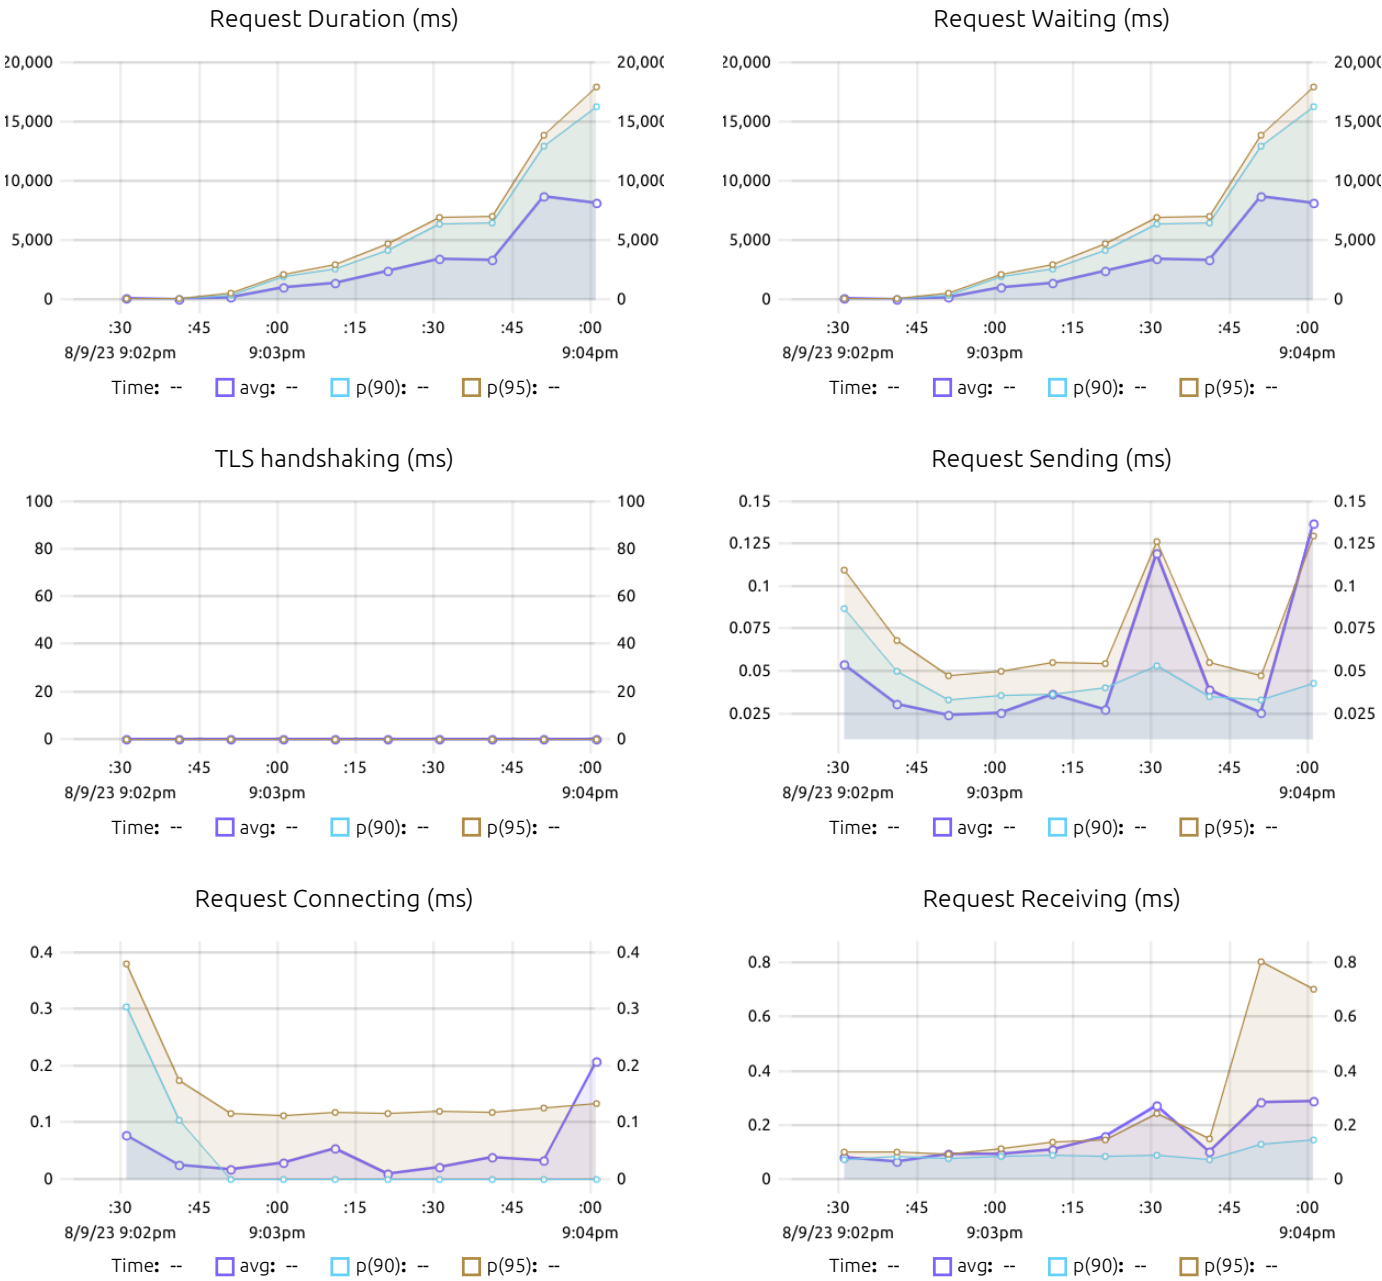 Request Duration (ms)
20,000 20,000
15,000 15,000
10,000 10,000
5,000 5,000
0 0
:30 :45 :00 :15 :30 :45 :00
8/9/23 9:02pm 9:03pm 9:04pm
Time: -- avg: -- p(90): -- p(95): --
Request Waiting (ms)
20,000 20,000
15,000 15,000
10,000 10,000
5,000 5,000
0 0
:30 :45 :00 :15 :30 :45 :00
8/9/23 9:02pm 9:03pm 9:04pm
Time: -- avg: -- p(90): -- p(95): --
TLS handshaking (ms)
100 100
80 80
60 60
40 40
20 20
0 0
:30 :45 :00 :15 :30 :45 :00
8/9/23 9:02pm 9:03pm 9:04pm
Time: -- avg: -- p(90): -- p(95): --
Request Sending (ms)
0.15 0.15
0.125 0.125
0.1 0.1
0.075 0.075
0.05 0.05
0.025 0.025
:30 :45 :00 :15 :30 :45 :00
8/9/23 9:02pm 9:03pm 9:04pm
Time: -- avg: -- p(90): -- p(95): --
Request Connecting (ms)
0.4 0.4
0.3 0.3
0.2 0.2
0.1 0.1
0 0
:30 :45 :00 :15 :30 :45 :00
8/9/23 9:02pm 9:03pm 9:04pm
Time: -- avg: -- p(90): -- p(95): --
Request Receiving (ms)
0.8 0.8
0.6 0.6
0.4 0.4
0.2 0.2
0 0
:30 :45 :00 :15 :30 :45 :00
8/9/23 9:02pm 9:03pm 9:04pm
Time: -- avg: -- p(90): -- p(95): --